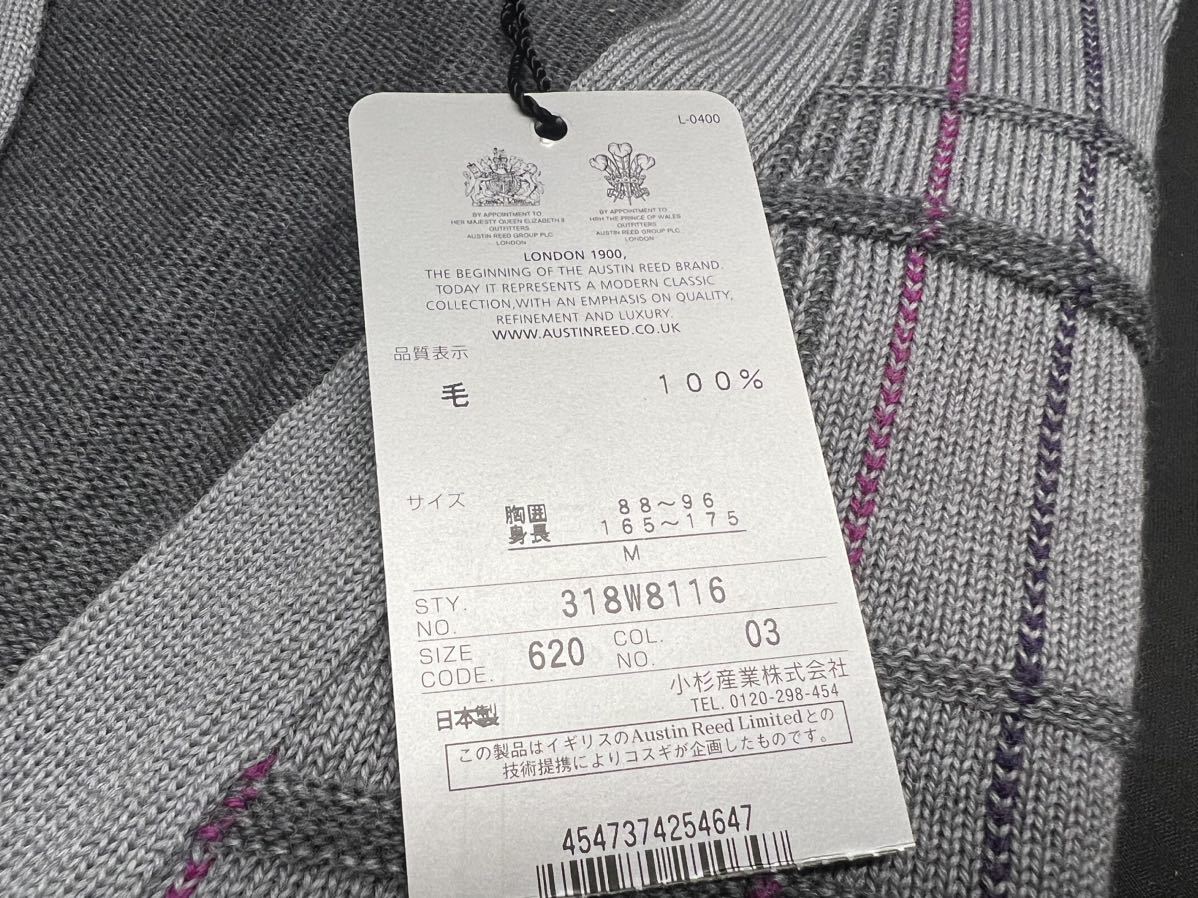 L-0400
BY APPOINTMENT TO
HER MAJESTY QUEEN ELIZABETH II
OUTFITTERS
AUSTIN REED GROUP PLC
LONDON
BY APPOINTMENT TO
HRH THE PRINCE OF WALES
OUTFITTERS
AUSTIN REED GROUP PLC
LONDON
LONDON 1900,
THE BEGINNING OF THE AUSTIN REED BRAND.
TODAY IT REPRESENTS A MODERN CLASSIC
COLLECTION,WITH AN EMPHASIS ON QUALITY,
REFINEMENT AND LUXURY.
WWW.AUSTINREED.CO.UK
品質表示
毛 100%
サイズ
胸囲 88～96
身長 165～175
M
STY. NO. 318W8116
SIZE CODE. 620 COL. NO. 03
小杉産業株式会社
TEL. 0120-298-454
日本製
この製品はイギリスのAustin Reed Limitedとの
技術提携によりコスギが企画したものです。
4547374254647